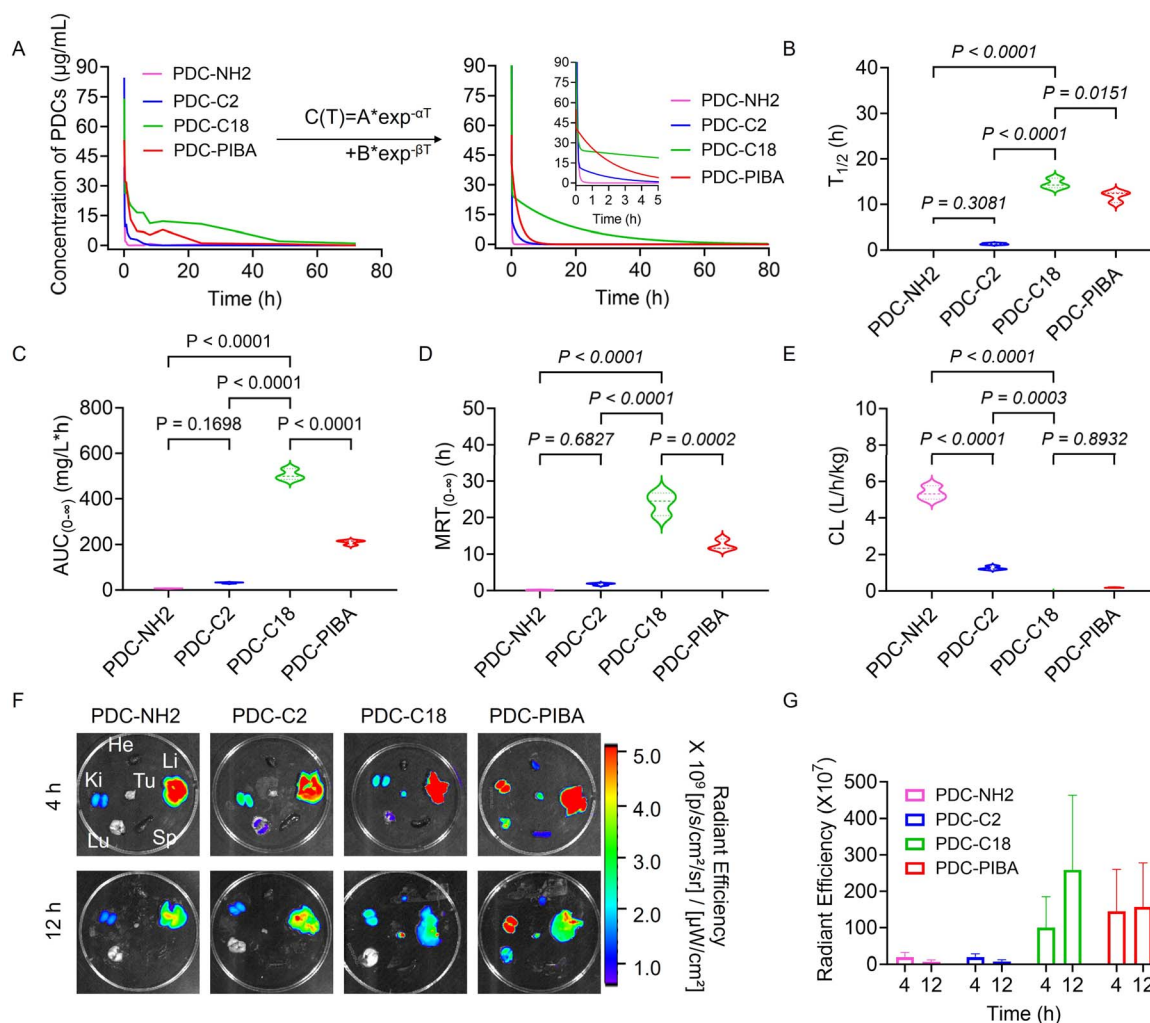 A
Concentration of PDCs (µg/mL)
90
75
60
45
30
15
0
0 20 40 60 80
Time (h)
PDC-NH2
PDC-C2
PDC-C18
PDC-PIBA
C(T)=A*exp-αT
+B*exp-βT
90
75
60
45
30
15
0
0 20 40 60 80
Time (h)
90
75
60
45
30
15
0
0 1 2 3 4 5
Time (h)
PDC-NH2
PDC-C2
PDC-C18
PDC-PIBA
B
P < 0.0001
P = 0.0151
P < 0.0001
P = 0.3081
T1/2 (h)
40
30
20
10
0
PDC-NH2
PDC-C2
PDC-C18
PDC-PIBA
C
P < 0.0001
P < 0.0001
P = 0.1698
P < 0.0001
AUC(0-∞) (mg/L*h)
800
600
400
200
0
PDC-NH2
PDC-C2
PDC-C18
PDC-PIBA
D
P < 0.0001
P < 0.0001
P = 0.6827
P = 0.0002
MRT(0-∞) (h)
50
40
30
20
10
0
PDC-NH2
PDC-C2
PDC-C18
PDC-PIBA
E
P < 0.0001
P = 0.0003
P < 0.0001
P = 0.8932
CL (L/h/kg)
10
8
6
4
2
0
PDC-NH2
PDC-C2
PDC-C18
PDC-PIBA
F
PDC-NH2 PDC-C2 PDC-C18 PDC-PIBA
4 h
He
Li
Ki
Tu
Lu
Sp
12 h
5.0
4.0
3.0
2.0
1.0
Radiant Efficiency
X 10⁹ [p/s/cm²/sr] / [µW/cm²]
G
Radiant Efficiency (X10⁷)
500
400
300
200
100
0
PDC-NH2
PDC-C2
PDC-C18
PDC-PIBA
4 12 4 12 4 12 4 12
Time (h)